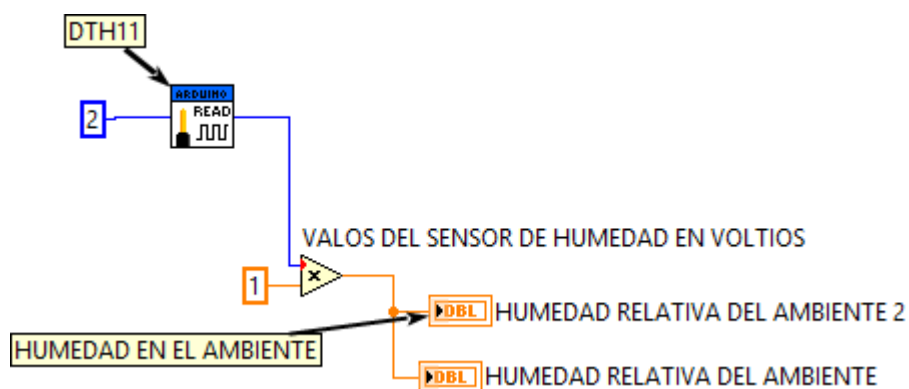 DTH11
ARDUINO
READ
2
VALOS DEL SENSOR DE HUMEDAD EN VOLTIOS
1
x
DBL HUMEDAD RELATIVA DEL AMBIENTE 2
HUMEDAD EN EL AMBIENTE
DBL HUMEDAD RELATIVA DEL AMBIENTE